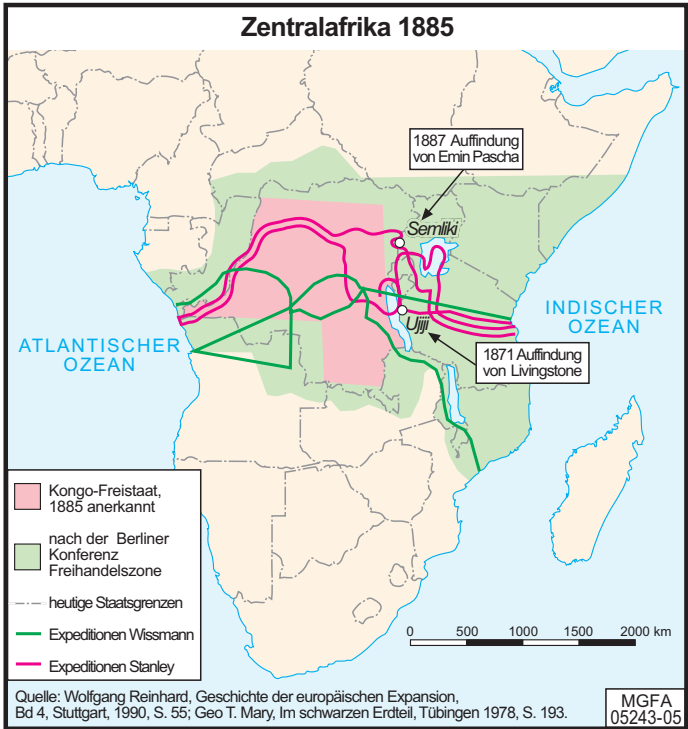 Zentralafrika 1885
1887 Auffindung
von Emin Pascha
Semliki
INDISCHER
OZEAN
Ujiji
ATLANTISCHER
OZEAN
1871 Auffindung
von Livingstone
Kongo-Freistaat,
1885 anerkannt
nach der Berliner
Konferenz
Freihandelszone
heutige Staatsgrenzen
Expeditionen Wissmann
Expeditionen Stanley
0 500 1000 1500 2000 km
Quelle: Wolfgang Reinhard, Geschichte der europäischen Expansion,
Bd 4, Stuttgart, 1990, S. 55; Geo T. Mary, Im schwarzen Erdteil, Tübingen 1978, S. 193.
MGFA
05243-05